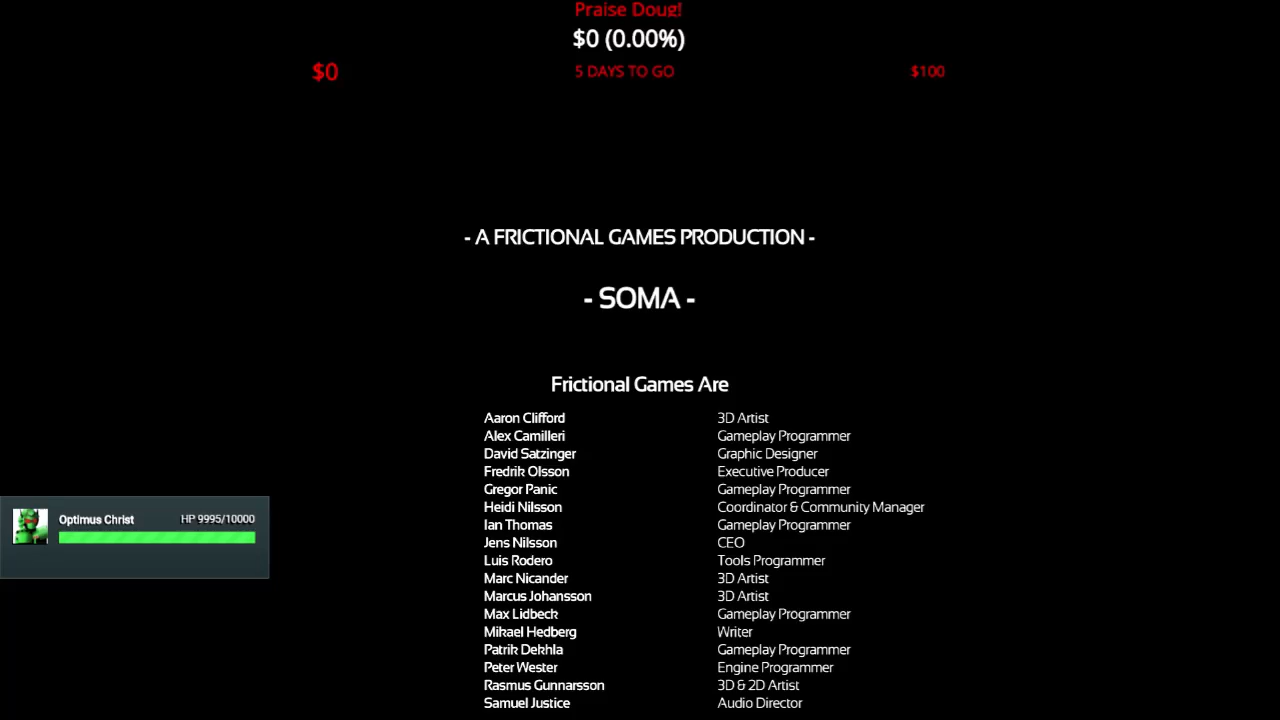 Praise Doug!
$0 (0.00%)
$0 5 DAYS TO GO $100
- A FRICTIONAL GAMES PRODUCTION -
- SOMA -
Frictional Games Are
Aaron Clifford 3D Artist
Alex Camilleri Gameplay Programmer
David Satzinger Graphic Designer
Fredrik Olsson Executive Producer
Gregor Panic Gameplay Programmer
Heidi Nilsson Coordinator & Community Manager
Optimus Christ HP 9995/10000
Ian Thomas Gameplay Programmer
Jens Nilsson CEO
Luis Rodero Tools Programmer
Marc Nicander 3D Artist
Marcus Johansson 3D Artist
Max Lidbeck Gameplay Programmer
Mikael Hedberg Writer
Patrik Dekhla Gameplay Programmer
Peter Wester Engine Programmer
Rasmus Gunnarsson 3D & 2D Artist
Samuel Justice Audio Director